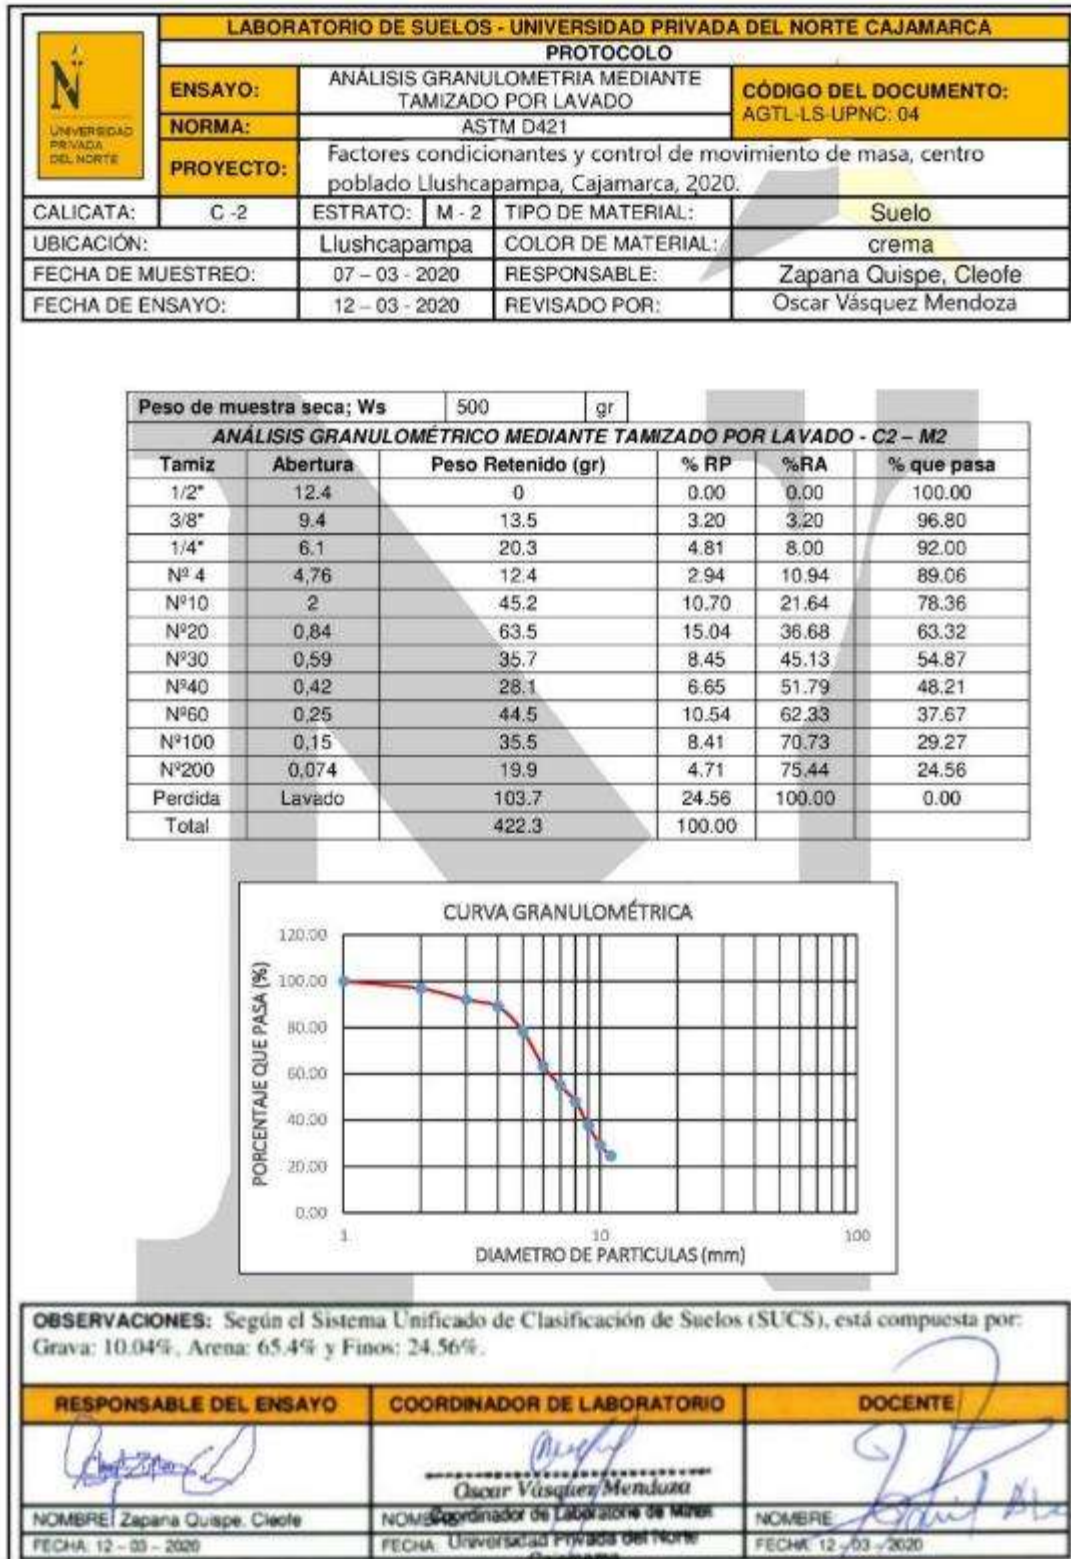 LABORATORIO DE SUELOS - UNIVERSIDAD PRIVADA DEL NORTE CAJAMARCA
PROTOCOLO
N
UNIVERSIDAD
PRIVADA
DEL NORTE
ENSAYO: ANÁLISIS GRANULOMETRIA MEDIANTE TAMIZADO POR LAVADO
CÓDIGO DEL DOCUMENTO:
AGTL-LS-UPNC: 04
NORMA: ASTM D421
PROYECTO: Factores condicionantes y control de movimiento de masa, centro
poblado Llushcapampa, Cajamarca, 2020.
CALICATA: C -2 ESTRATO: M - 2 TIPO DE MATERIAL: Suelo
UBICACIÓN: Llushcapampa COLOR DE MATERIAL: crema
FECHA DE MUESTREO: 07 – 03 - 2020 RESPONSABLE: Zapana Quispe, Cleofe
FECHA DE ENSAYO: 12 – 03 - 2020 REVISADO POR: Oscar Vásquez Mendoza
Peso de muestra seca; Ws 500 gr
ANÁLISIS GRANULOMÉTRICO MEDIANTE TAMIZADO POR LAVADO - C2 – M2
Tamiz Abertura Peso Retenido (gr) % RP %RA % que pasa
1/2" 12.4 0 0.00 0.00 100.00
3/8" 9.4 13.5 3.20 3.20 96.80
1/4" 6.1 20.3 4.81 8.00 92.00
Nº 4 4,76 12.4 2.94 10.94 89.06
Nº10 2 45.2 10.70 21.64 78.36
Nº20 0,84 63.5 15.04 36.68 63.32
Nº30 0,59 35.7 8.45 45.13 54.87
Nº40 0,42 28.1 6.65 51.79 48.21
Nº60 0,25 44.5 10.54 62.33 37.67
Nº100 0,15 35.5 8.41 70.73 29.27
Nº200 0,074 19.9 4.71 75.44 24.56
Perdida Lavado 103.7 24.56 100.00 0.00
Total 422.3 100.00
CURVA GRANULOMÉTRICA
PORCENTAJE QUE PASA (%)
120.00
100.00
80.00
60.00
40.00
20.00
0.00
1 10 100
DIAMETRO DE PARTICULAS (mm)
OBSERVACIONES: Según el Sistema Unificado de Clasificación de Suelos (SUCS), está compuesta por:
Grava: 10.04%, Arena: 65.4% y Finos: 24.56%.
RESPONSABLE DEL ENSAYO COORDINADOR DE LABORATORIO DOCENTE
Oscar Vásquez Mendoza
Coordinador de Laboratorio de Minas
Universidad Privada del Norte
Cajamarca
NOMBRE: Zapana Quispe, Cleofe NOMBRE NOMBRE
FECHA: 12 – 03 – 2020 FECHA: FECHA: 12 – 03 – 2020